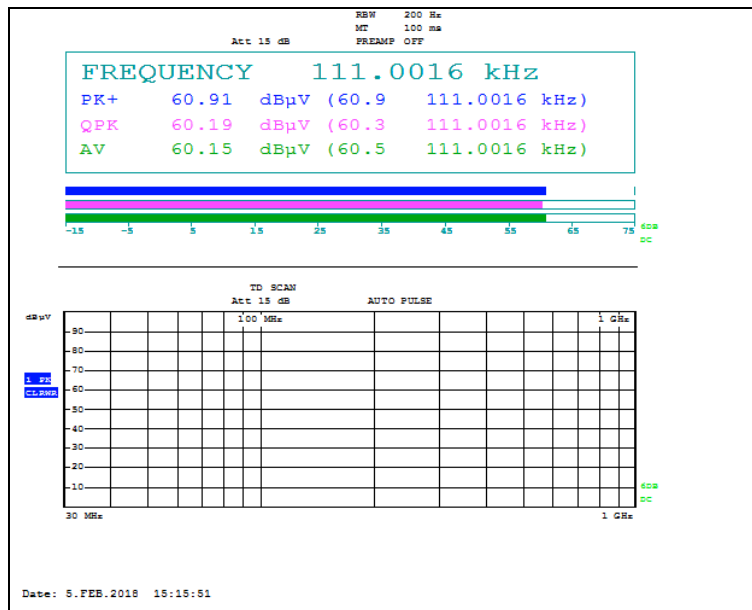 RBW 200 Hz
MT 100 ms
Att 15 dB PREAMP OFF
FREQUENCY 111.0016 kHz
PK+ 60.91 dBµV (60.9 111.0016 kHz)
QPK 60.19 dBµV (60.3 111.0016 kHz)
AV 60.15 dBµV (60.5 111.0016 kHz)
-15 -5 5 15 25 35 45 55 65 75
6DB
DC
TD SCAN
Att 15 dB AUTO PULSE
dBµV 100 MHz 1 GHz
90
80
70
1 PK
60
CLRWR
50
40
30
20
10
6DB
DC
30 MHz 1 GHz
Date: 5.FEB.2018 15:15:51